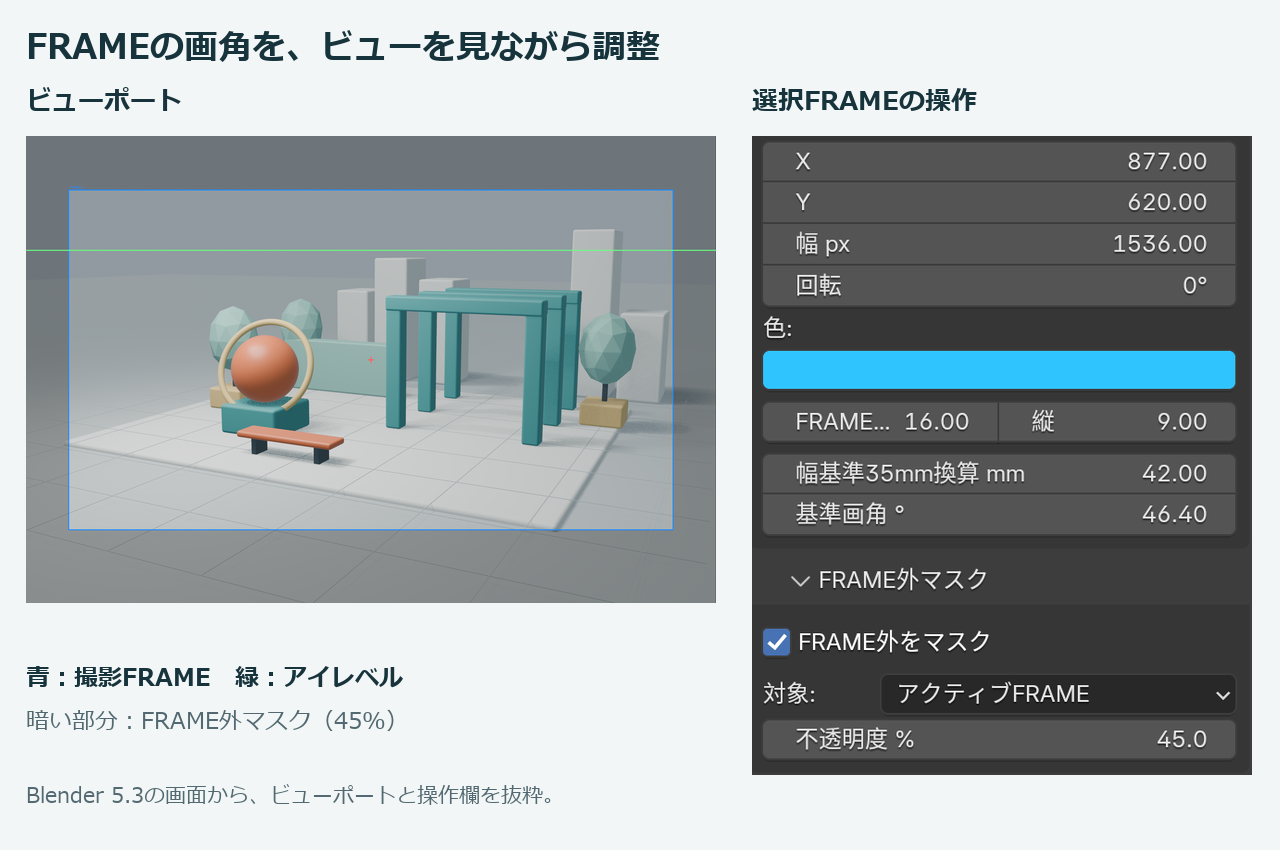 FRAMEの画角を、ビューを見ながら調整
ビューポート
選択FRAMEの操作
X 877.00
Y 620.00
幅 px 1536.00
回転 0°
色:
FRAME... 16.00 縦 9.00
幅基準35mm換算 mm 42.00
基準画角 ° 46.40
FRAME外マスク
FRAME外をマスク
対象: アクティブFRAME
不透明度 % 45.0
青：撮影FRAME　緑：アイレベル
暗い部分：FRAME外マスク（45%）
Blender 5.3の画面から、ビューポートと操作欄を抜粋。